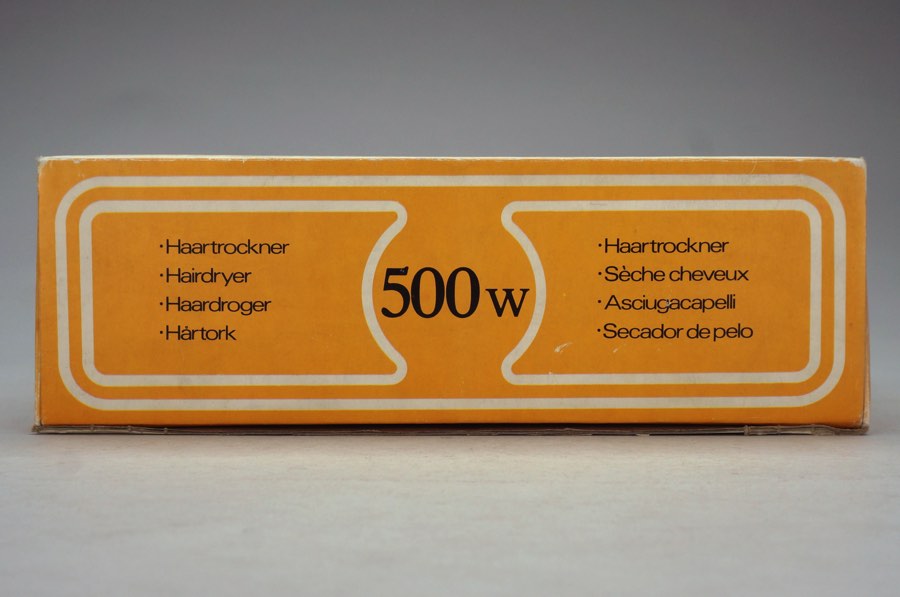 ·Haartrockner
·Hairdryer
·Haardroger
·Hårtork
500 w
·Haartrockner
·Sèche cheveux
·Asciugacapelli
·Secador de pelo